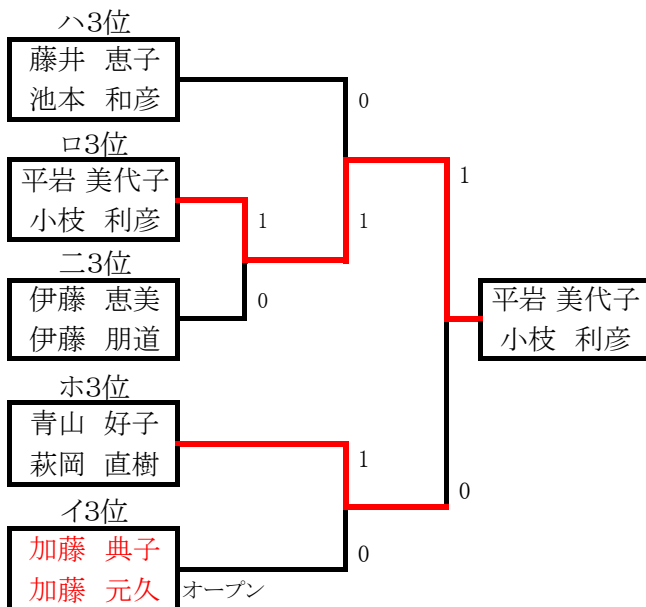 ハ3位
藤井 恵子
池本 和彦
0
ロ3位
平岩 美代子
小枝 利彦
1
1
1
ニ3位
伊藤 恵美
伊藤 朋道
0
平岩 美代子
小枝 利彦
ホ3位
青山 好子
萩岡 直樹
1
0
イ3位
加藤 典子
加藤 元久
0
オープン